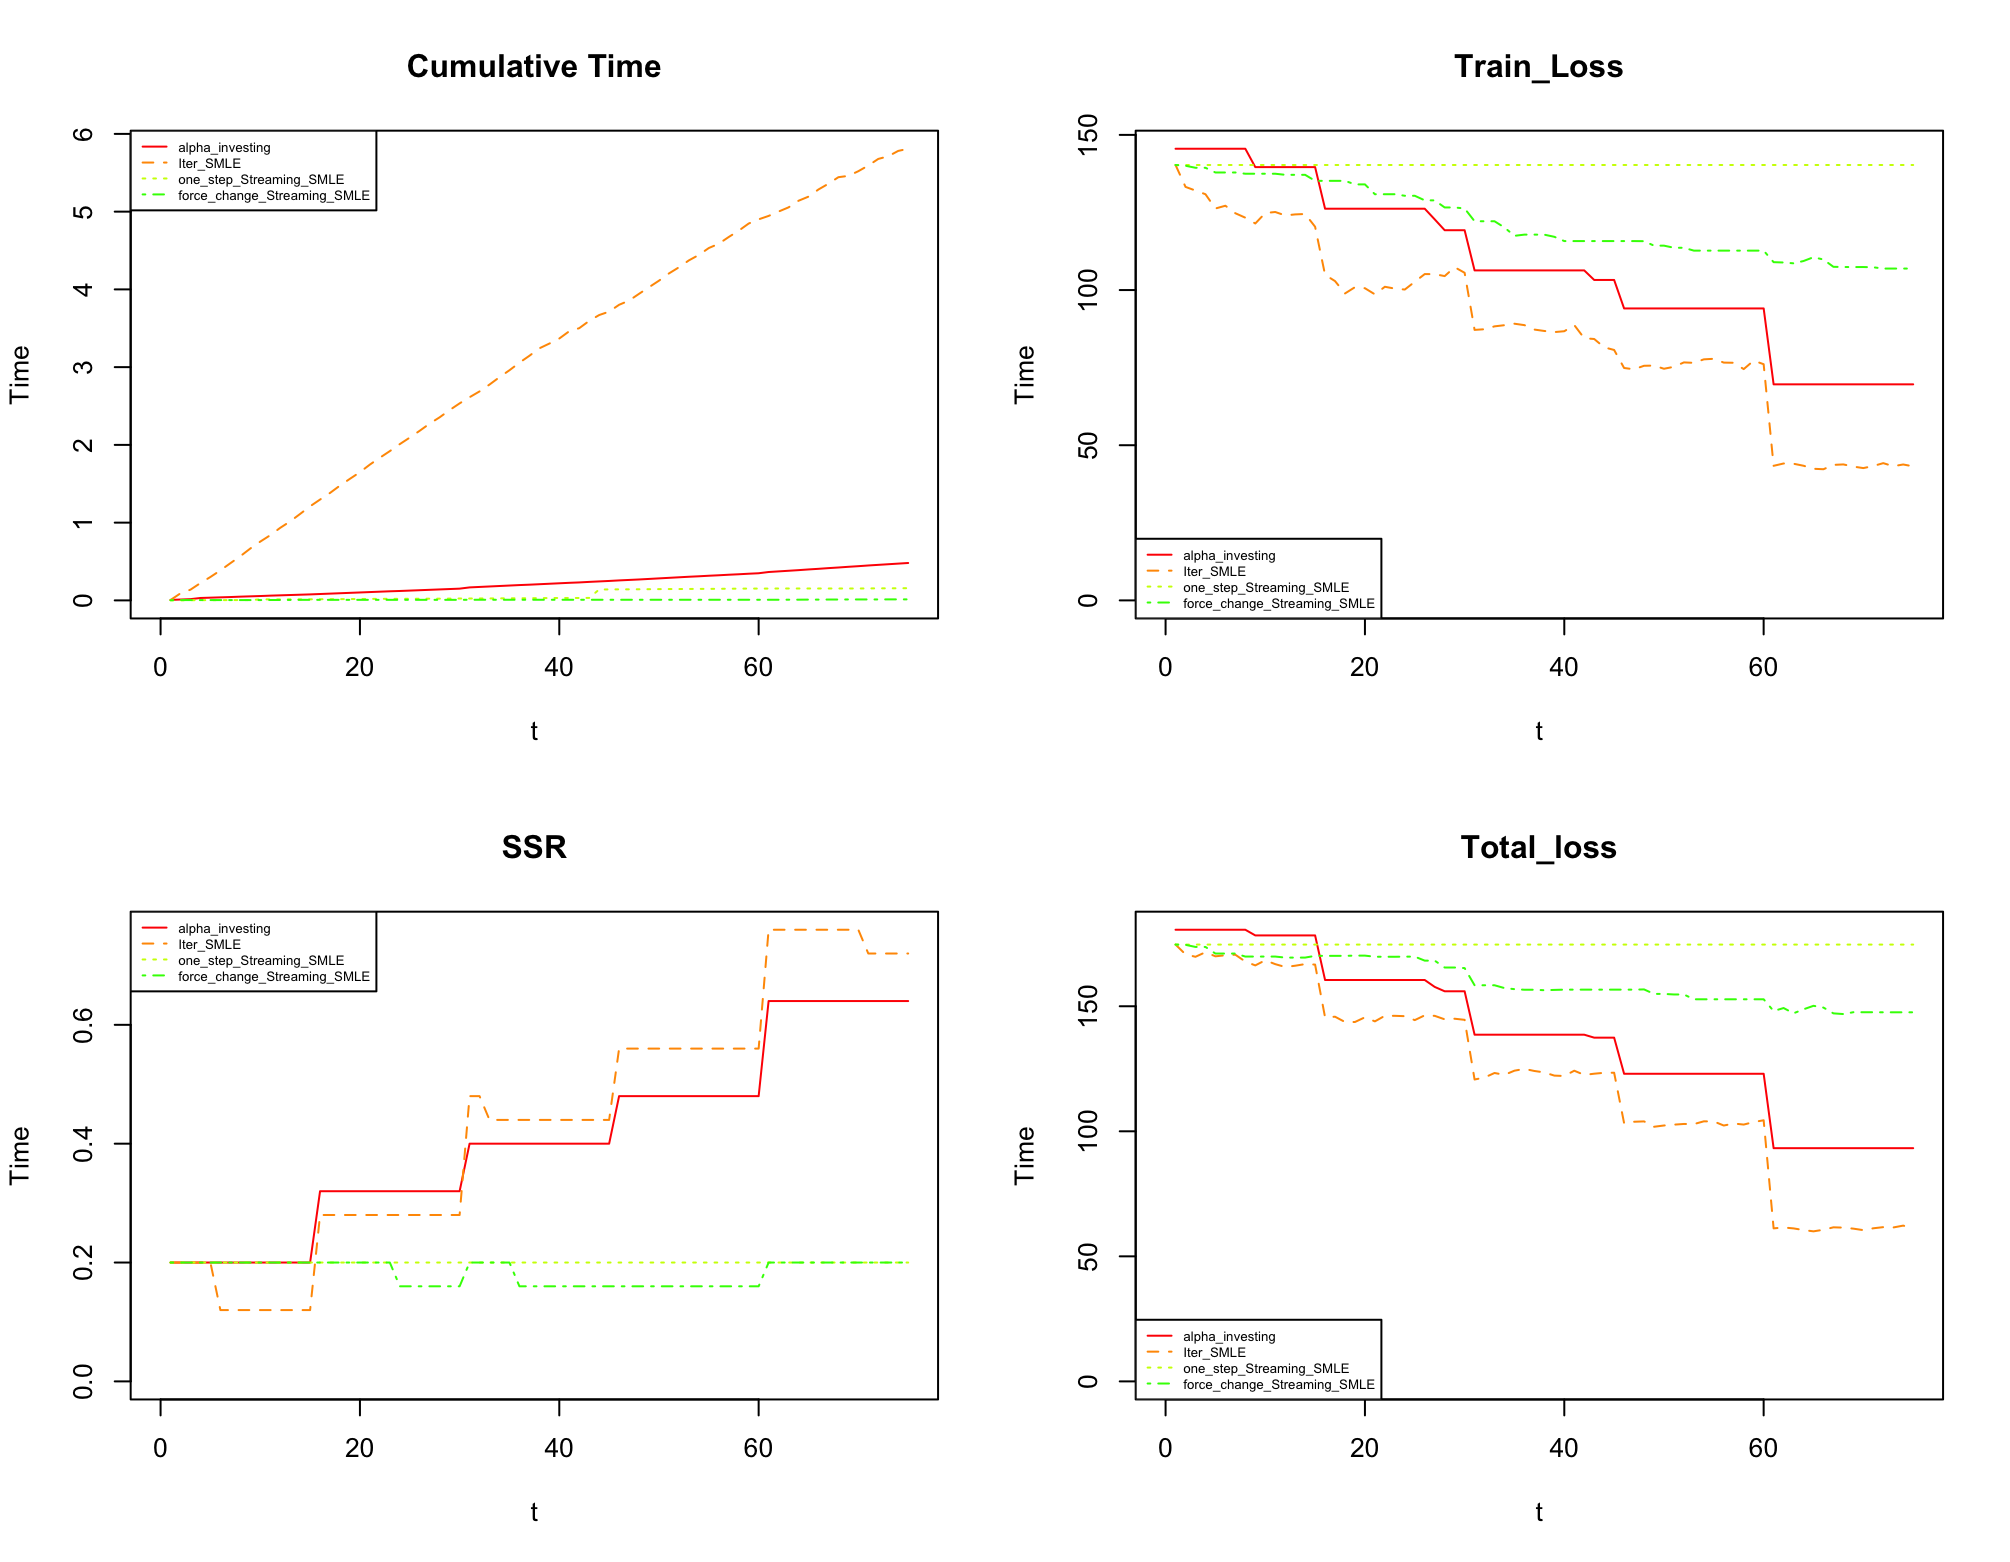 Cumulative Time
Time
6
5
4
3
2
1
0
alpha_investing
Iter_SMLE
one_step_Streaming_SMLE
force_change_Streaming_SMLE
0 20 40 60
t
Train_Loss
Time
150
100
50
0
alpha_investing
Iter_SMLE
one_step_Streaming_SMLE
force_change_Streaming_SMLE
0 20 40 60
t
SSR
Time
0.6
0.4
0.2
0.0
alpha_investing
Iter_SMLE
one_step_Streaming_SMLE
force_change_Streaming_SMLE
0 20 40 60
t
Total_loss
Time
150
100
50
0
alpha_investing
Iter_SMLE
one_step_Streaming_SMLE
force_change_Streaming_SMLE
0 20 40 60
t